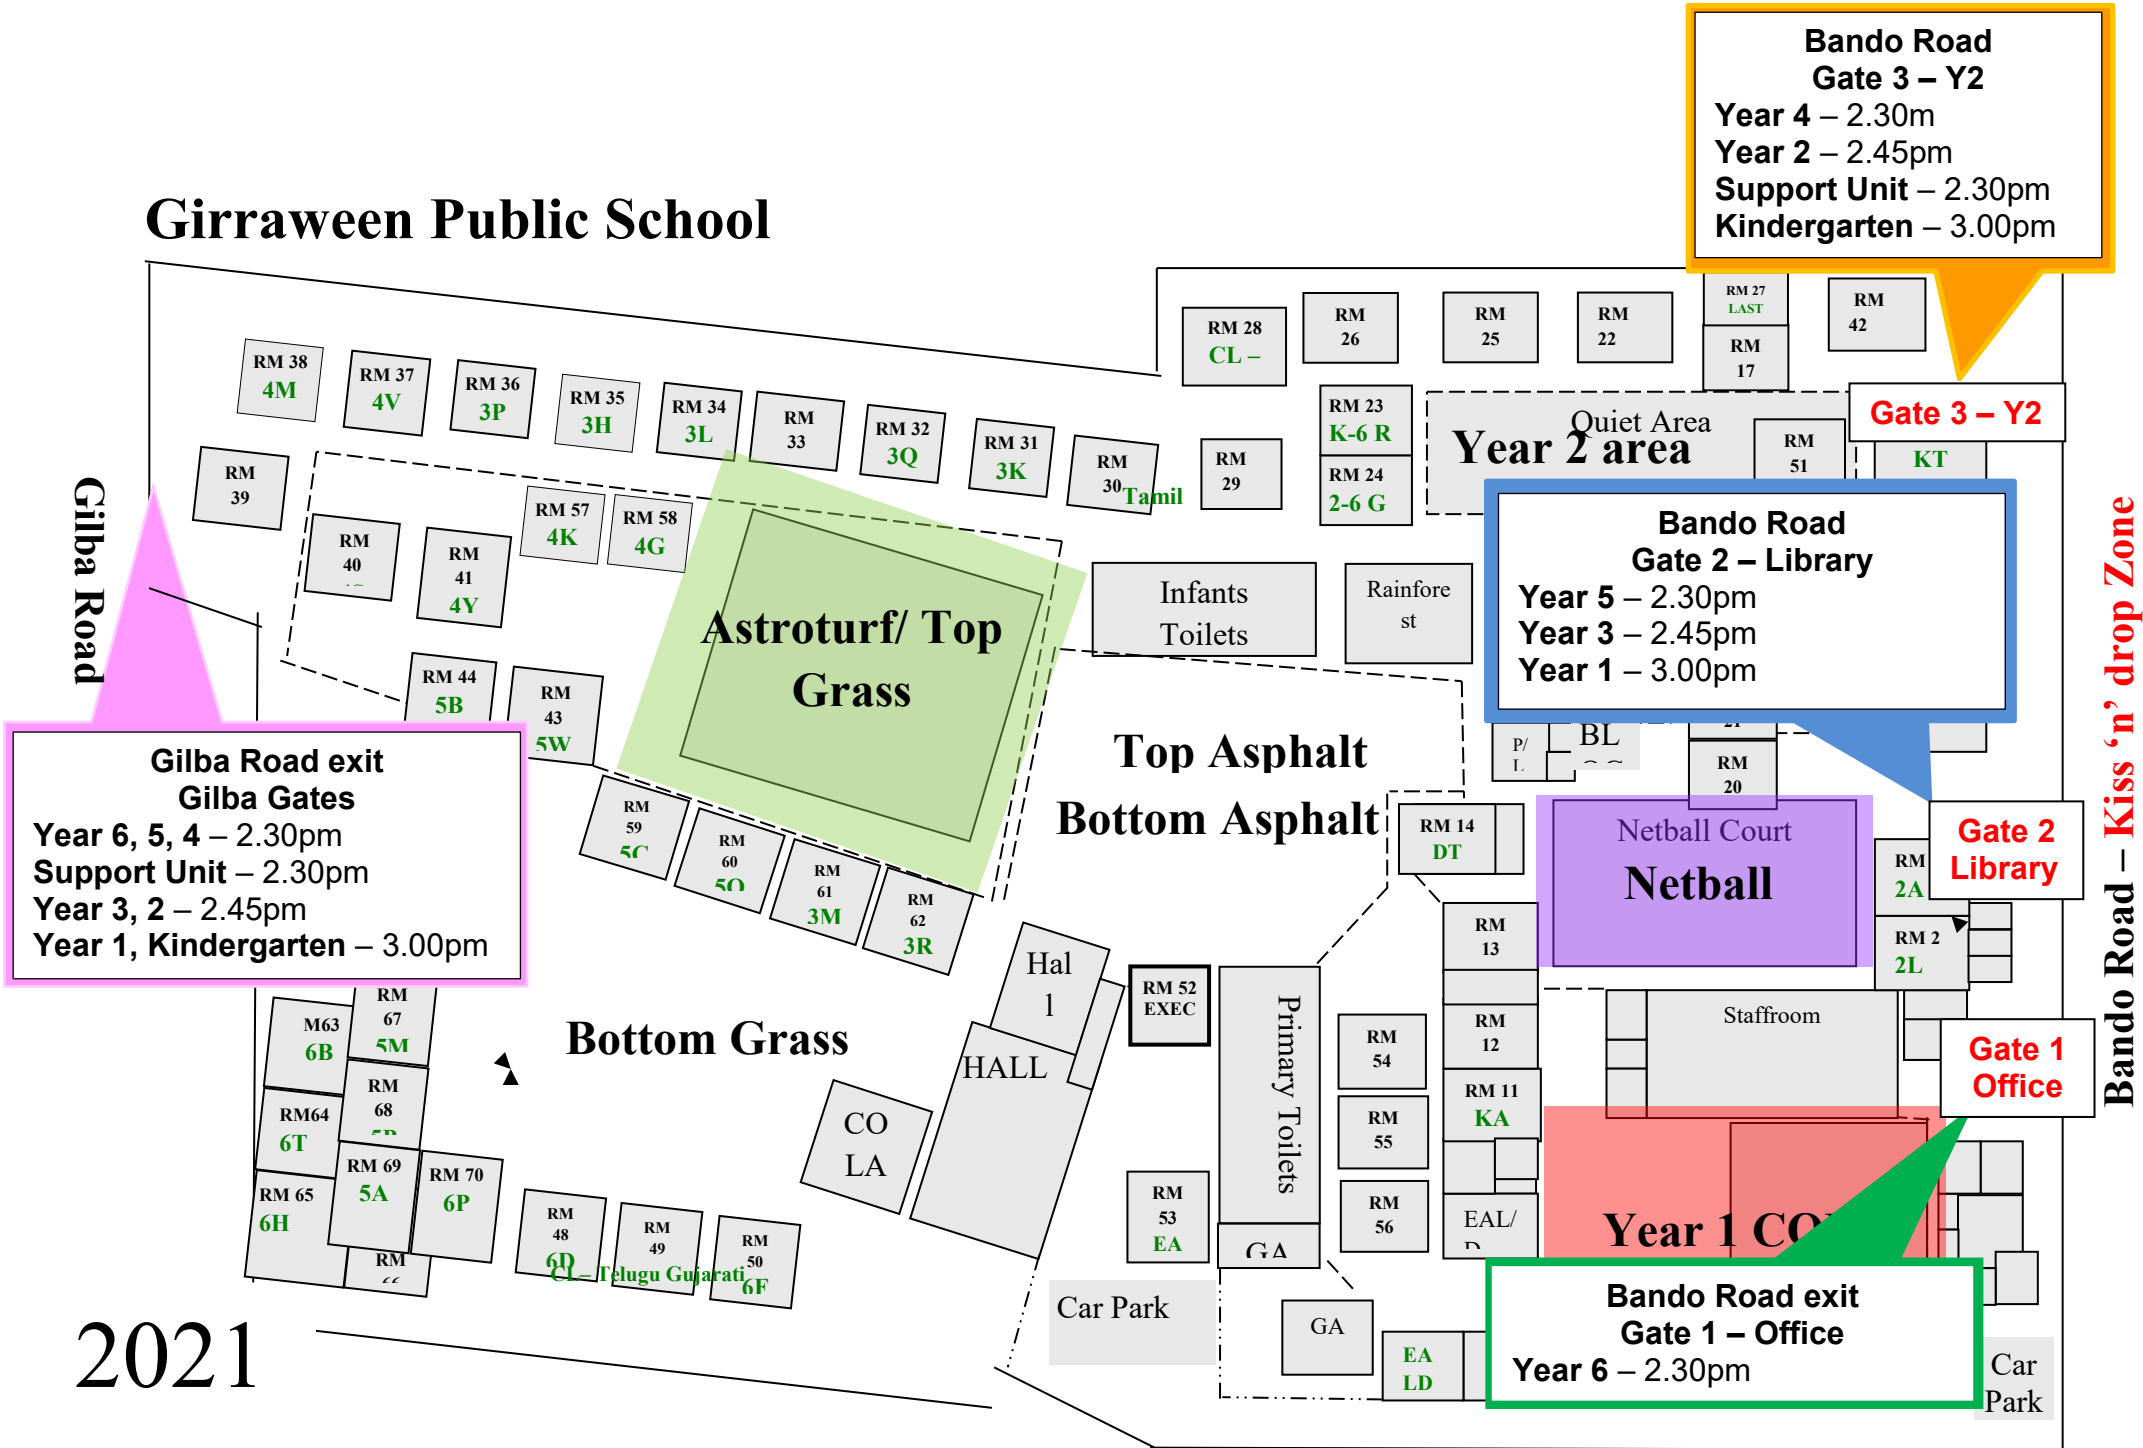 Bando Road
Gate 3 – Y2
Year 4 – 2.30m
Year 2 – 2.45pm
Support Unit – 2.30pm
Kindergarten – 3.00pm
Girraween Public School
RM 38
4M
RM 37
4V
RM 36
3P
RM 35
3H
RM 34
3L
RM
33
RM 32
3Q
RM 31
3K
RM
30
Tamil
RM 28
CL –
RM
26
RM
25
RM
22
RM 27
LAST
RM
17
RM
42
RM
29
RM 23
K-6 R
RM 24
2-6 G
Quiet Area
Year 2 area
RM
51
Gate 3 – Y2
KT
Gilba Road
RM
39
RM
40
RM
41
4Y
RM 57
4K
RM 58
4G
Astroturf/ Top
Grass
Infants
Toilets
Rainfore
st
Bando Road
Gate 2 – Library
Year 5 – 2.30pm
Year 3 – 2.45pm
Year 1 – 3.00pm
Bando Road – Kiss ‘n’ drop Zone
RM 44
5B
RM
43
5W
Gilba Road exit
Gilba Gates
Year 6, 5, 4 – 2.30pm
Support Unit – 2.30pm
Year 3, 2 – 2.45pm
Year 1, Kindergarten – 3.00pm
Top Asphalt
Bottom Asphalt
P/
L
BL
21
RM
20
RM
59
5C
RM
60
5O
RM
61
3M
RM
62
3R
RM 14
DT
Netball Court
Netball
RM
2A
Gate 2
Library
RM 2
2L
RM
13
Hal
l
HALL
RM 52
EXEC
Primary Toilets
RM
54
RM
12
Staffroom
Gate 1
Office
Bottom Grass
M63
6B
RM
67
5M
RM64
6T
RM
68
RM 65
6H
RM 69
5A
RM
RM 70
6P
RM
48
6D
RM
49
CL– Telugu Gujarati
RM
50
6F
CO
LA
RM
55
RM 11
KA
RM
53
EA
RM
56
EAL/
GA
Year 1 CO
Car Park
GA
EA
LD
Bando Road exit
Gate 1 – Office
Year 6 – 2.30pm
Car
Park
2021